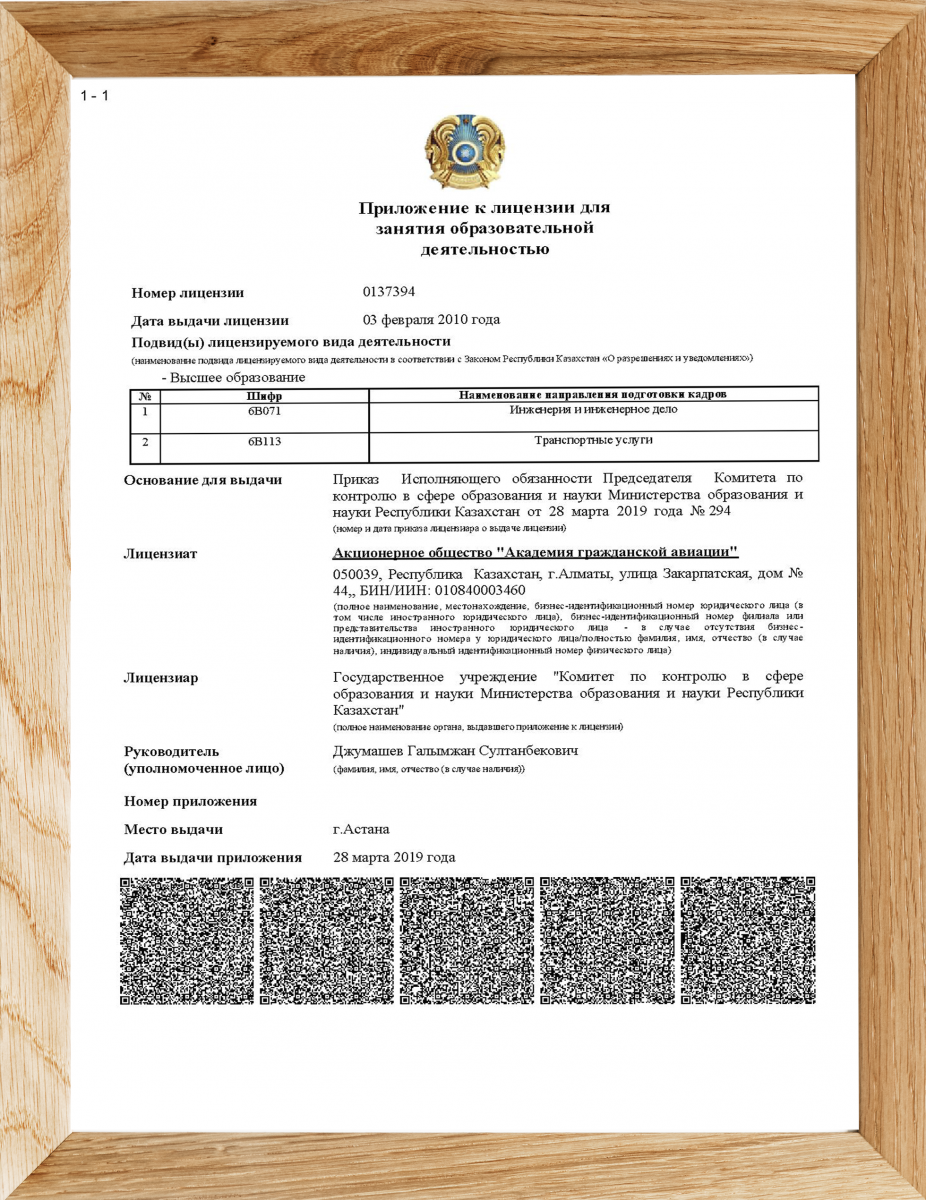 1 - 1
Приложение к лицензии для
занятия образовательной
деятельностью
Номер лицензии 0137394
Дата выдачи лицензии 03 февраля 2010 года
Подвид(ы) лицензируемого вида деятельности
(наименование подвида лицензируемого вида деятельности в соответствии с Законом Республики Казахстан «О разрешениях и уведомлениях»)
- Высшее образование
№ Шифр Наименование направления подготовки кадров
1 6В071 Инженерия и инженерное дело
2 6В113 Транспортные услуги
Основание для выдачи Приказ Исполняющего обязанности Председателя Комитета по
контролю в сфере образования и науки Министерства образования и
науки Республики Казахстан от 28 марта 2019 года № 294
(номер и дата приказа лицензиара о выдаче лицензии)
Лицензиат Акционерное общество "Академия гражданской авиации"
050039, Республика Казахстан, г.Алматы, улица Закарпатская, дом №
44,, БИН/ИИН: 010840003460
(полное наименование, местонахождение, бизнес-идентификационный номер юридического лица (в
том числе иностранного юридического лица), бизнес-идентификационный номер филиала или
представительства иностранного юридического лица - в случае отсутствия бизнес-
идентификационного номера у юридического лица/полностью фамилия, имя, отчество (в случае
наличия), индивидуальный идентификационный номер физического лица)
Лицензиар Государственное учреждение "Комитет по контролю в сфере
образования и науки Министерства образования и науки Республики
Казахстан"
(полное наименование органа, выдавшего приложение к лицензии)
Руководитель Джумашев Галымжан Султанбекович
(уполномоченное лицо) (фамилия, имя, отчество (в случае наличия))
Номер приложения
Место выдачи г.Астана
Дата выдачи приложения 28 марта 2019 года